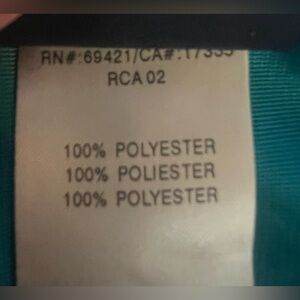 RN#:69421/CA#:17335
RCA 02
100% POLYESTER
100% POLIESTER
100% POLYESTER